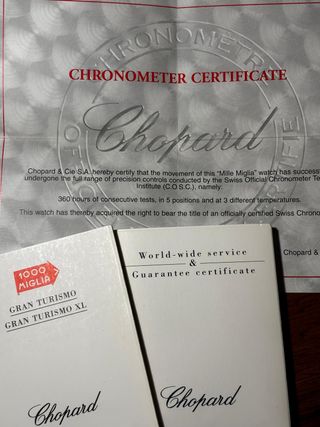 CHRONOMETER CERTIFICATE
Chopard
Chopard & Cie S.A. hereby certify that the movement of this "Mille Miglia" watch has success
undergone the full range of precision controls conducted by the Swiss Official Chronometer Te
Institute (C.O.S.C.), namely:
360 hours of consecutive tests, in 5 positions and at 3 different temperatures.
This watch has thereby acquired the right to bear the title of an officially certified Swiss Chrono
Chopard &
1000
MIGLIA
GRAN TURISMO
GRAN TURISMO XL
Chopard
World-wide service
&
Guarantee certificate
Chopard